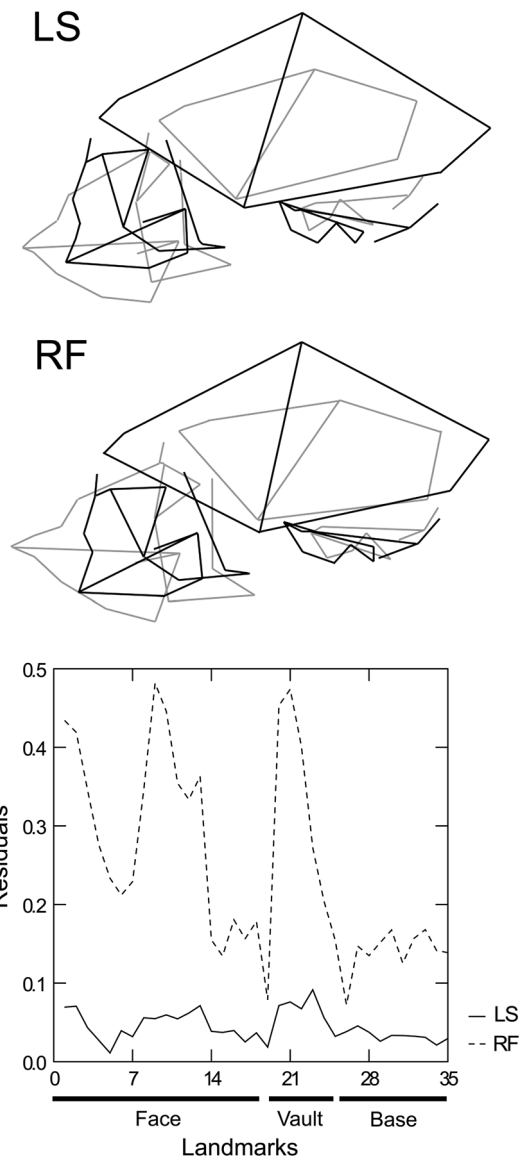 LS
RF
Residuals
0.5
0.4
0.3
0.2
0.1
0.0
0 7 14 21 28 35
LS
RF
Face Vault Base
Landmarks